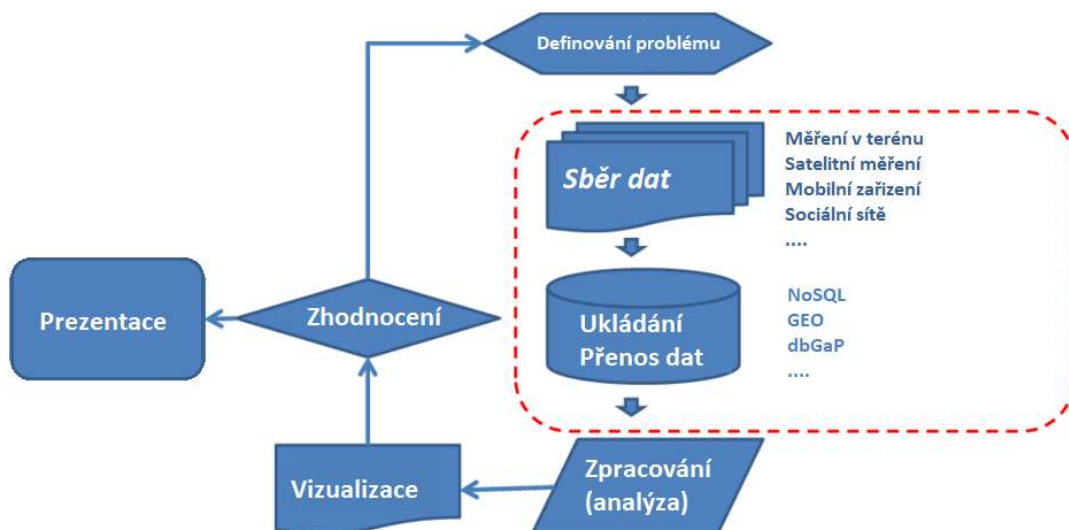 Definování problému
Sběr dat
Měření v terénu
Satelitní měření
Mobilní zařizení
Sociální sítě
....
Ukládání
Přenos dat
NoSQL
GEO
dbGaP
....
Zpracování
(analýza)
Vizualizace
Zhodnocení
Prezentace